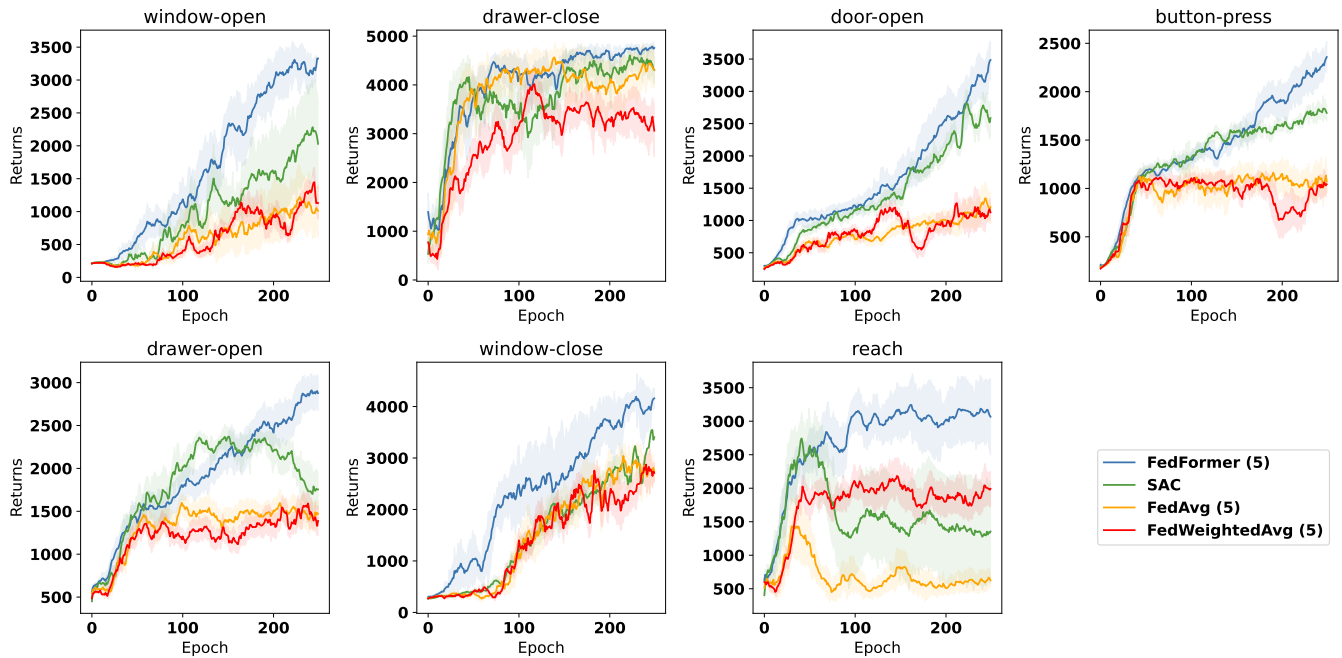 window-open
drawer-close
door-open
button-press
3500
3000
2500
2000
1500
1000
500
0
Returns
0
100
200
Epoch
5000
4000
3000
2000
1000
0
Returns
0
100
200
Epoch
3500
3000
2500
2000
1500
1000
500
Returns
0
100
200
Epoch
2500
2000
1500
1000
500
Returns
0
100
200
Epoch
drawer-open
window-close
reach
3000
2500
2000
1500
1000
500
Returns
0
100
200
Epoch
4000
3000
2000
1000
0
Returns
0
100
200
Epoch
3500
3000
2500
2000
1500
1000
500
Returns
0
100
200
Epoch
FedFormer (5)
SAC
FedAvg (5)
FedWeightedAvg (5)